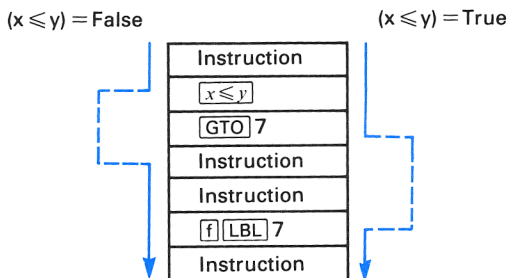 (x ⩽ y) = False
(x ⩽ y) = True
Instruction
x ⩽ y
GTO 7
Instruction
Instruction
f LBL 7
Instruction